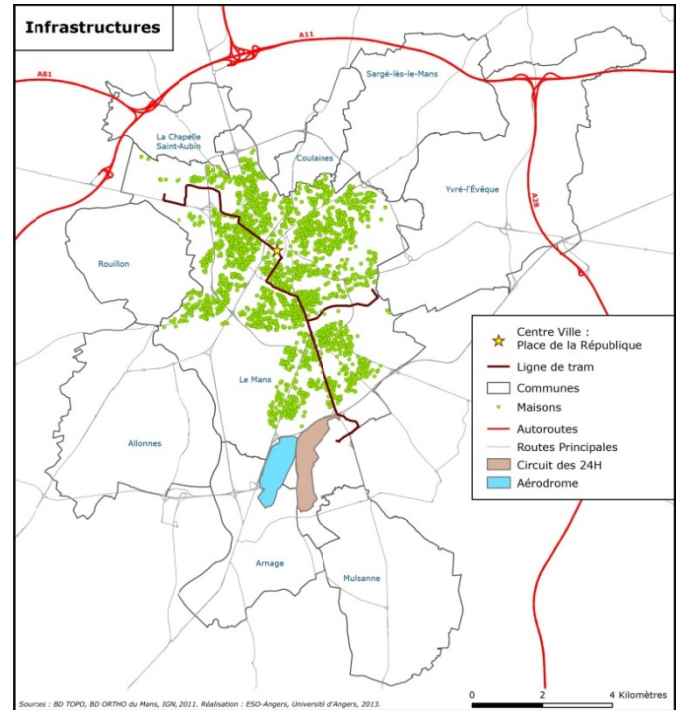 Infrastructures
A11
A81
Sargé-lès-le-Mans
La Chapelle
Saint-Aubin
Coulaines
Yvré-l'Évêque
A28
Rouillon
Centre Ville :
Place de la République
Ligne de tram
Le Mans
Communes
Maisons
Allonnes
Autoroutes
Routes Principales
Circuit des 24H
Aérodrome
Arnage
Mulsanne
0 2 4 Kilomètres
Sources : BD TOPO, BD ORTHO du Mans, IGN, 2011. Réalisation : ESO-Angers, Université d'Angers, 2013.